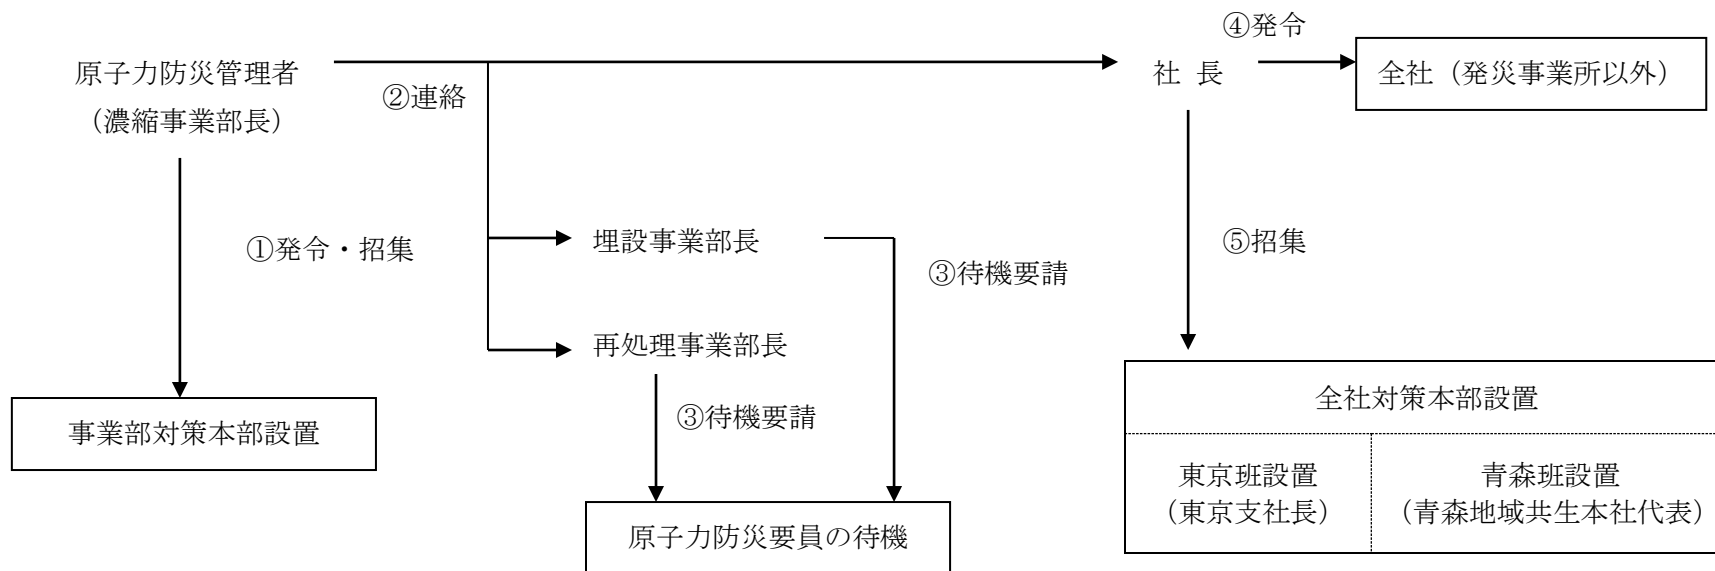 ④発令
原子力防災管理者
（濃縮事業部長）
②連絡
社 長
全社（発災事業所以外）
①発令・招集
埋設事業部長
③待機要請
⑤招集
再処理事業部長
③待機要請
事業部対策本部設置
原子力防災要員の待機
全社対策本部設置
東京班設置
（東京支社長）
青森班設置
（青森地域共生本社代表）